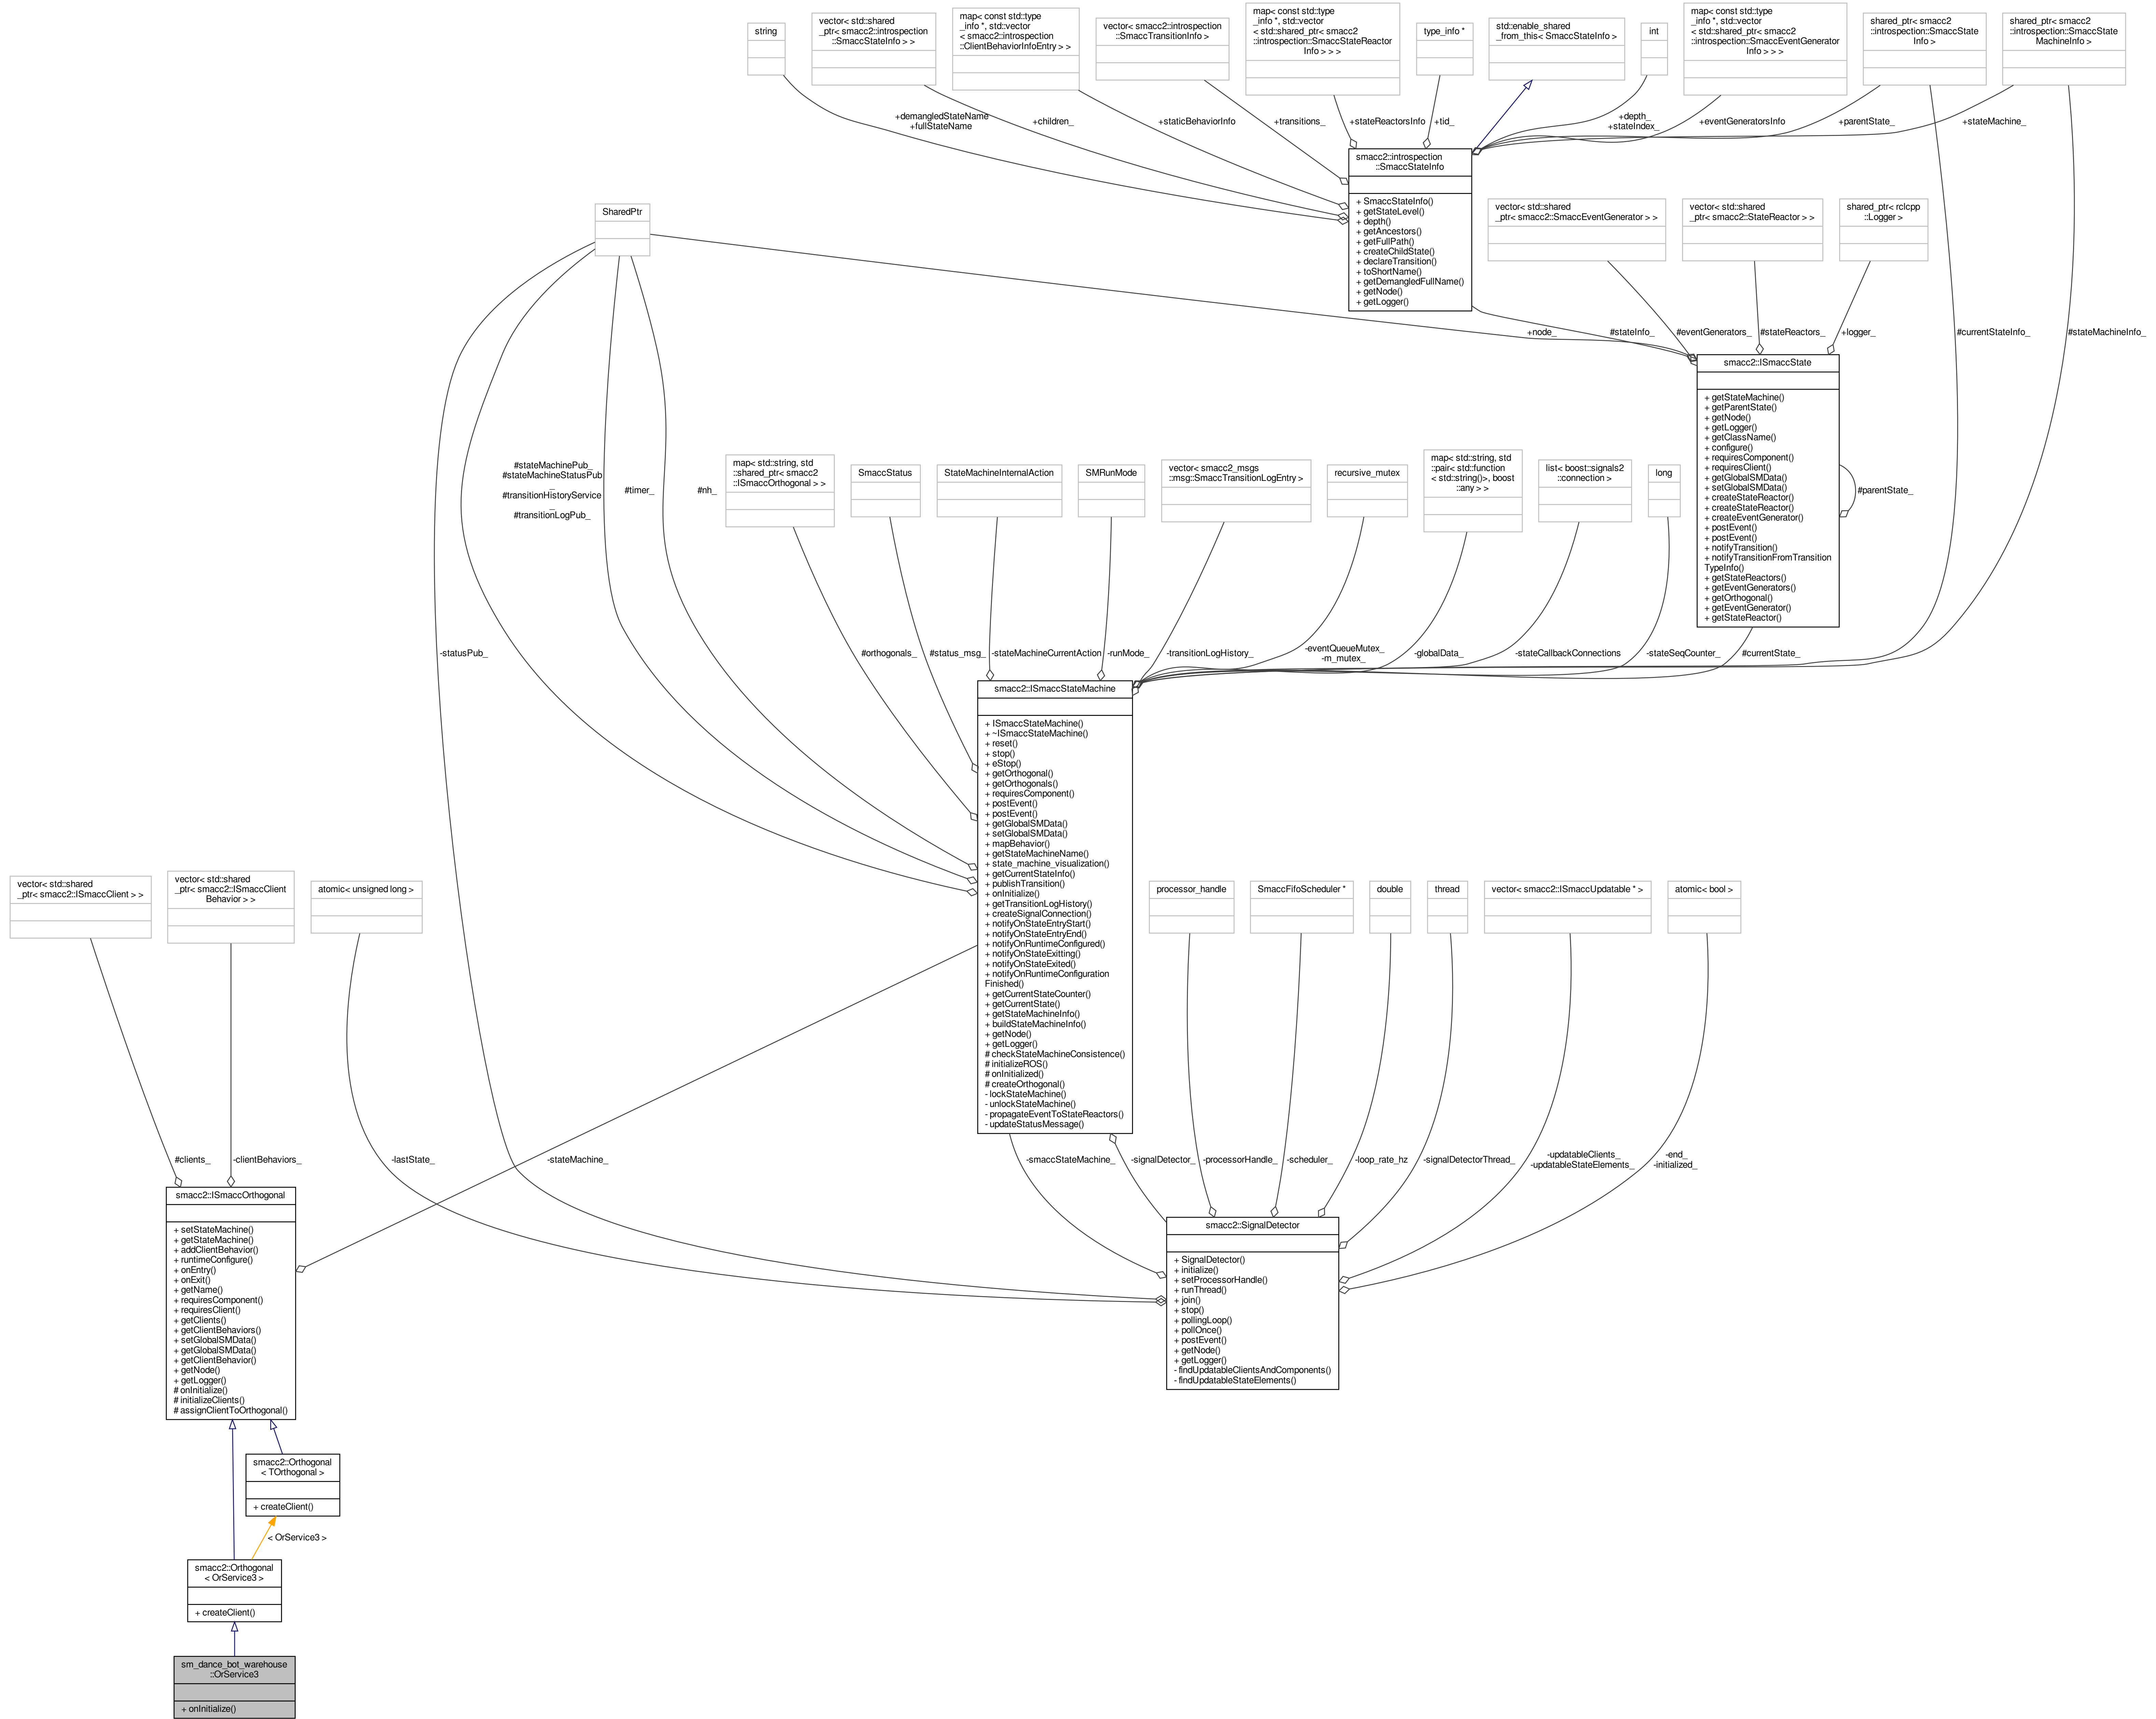 string
vector< std::shared
_ptr< smacc2::introspection
::SmaccStateInfo > >
map< const std::type
_info *, std::vector
< smacc2::introspection
::ClientBehaviorInfoEntry > >
vector< smacc2::introspection
::SmaccTransitionInfo >
map< const std::type
_info *, std::vector
< std::shared_ptr< smacc2
::introspection::SmaccStateReactor
Info > > >
type_info *
std::enable_shared
_from_this< SmaccStateInfo >
int
map< const std::type
_info *, std::vector
< std::shared_ptr< smacc2
::introspection::SmaccEventGenerator
Info > > >
shared_ptr< smacc2
::introspection::SmaccState
Info >
shared_ptr< smacc2
::introspection::SmaccState
MachineInfo >
+demangledStateName
+fullStateName
+children_
+staticBehaviorInfo
+transitions_
+stateReactorsInfo
+tid_
+depth_
+stateIndex_
+eventGeneratorsInfo
+parentState_
+stateMachine_
smacc2::introspection
::SmaccStateInfo
+ SmaccStateInfo()
+ getStateLevel()
+ depth()
+ getAncestors()
+ getFullPath()
+ createChildState()
+ declareTransition()
+ toShortName()
+ getDemangledFullName()
+ getNode()
+ getLogger()
SharedPtr
vector< std::shared
_ptr< smacc2::SmaccEventGenerator > >
vector< std::shared
_ptr< smacc2::StateReactor > >
shared_ptr< rclcpp
::Logger >
+node_
#stateInfo_
#eventGenerators_
#stateReactors_
+logger_
#currentStateInfo_
#stateMachineInfo_
smacc2::ISmaccState
+ getStateMachine()
+ getParentState()
+ getNode()
+ getLogger()
+ getClassName()
+ configure()
+ requiresComponent()
+ requiresClient()
+ getGlobalSMData()
+ setGlobalSMData()
+ createStateReactor()
+ createStateReactor()
+ createEventGenerator()
+ postEvent()
+ postEvent()
+ notifyTransition()
+ notifyTransitionFromTransition
TypeInfo()
+ getStateReactors()
+ getEventGenerators()
+ getOrthogonal()
+ getEventGenerator()
+ getStateReactor()
#parentState_
#stateMachinePub_
#stateMachineStatusPub
_
#transitionHistoryService
_
#transitionLogPub_
#timer_
#nh_
map< std::string, std
::shared_ptr< smacc2
::ISmaccOrthogonal > >
SmaccStatus
StateMachineInternalAction
SMRunMode
vector< smacc2_msgs
::msg::SmaccTransitionLogEntry >
recursive_mutex
map< std::string, std
::pair< std::function
< std::string()>, boost
::any > >
list< boost::signals2
::connection >
long
-statusPub_
#orthogonals_
#status_msg_
-stateMachineCurrentAction
-runMode_
-transitionLogHistory_
-eventQueueMutex_
-m_mutex_
-globalData_
-stateCallbackConnections
-stateSeqCounter_
#currentState_
smacc2::ISmaccStateMachine
+ ISmaccStateMachine()
+ ~ISmaccStateMachine()
+ reset()
+ stop()
+ eStop()
+ getOrthogonal()
+ getOrthogonals()
+ requiresComponent()
+ postEvent()
+ postEvent()
+ getGlobalSMData()
+ setGlobalSMData()
+ mapBehavior()
+ getStateMachineName()
+ state_machine_visualization()
+ getCurrentStateInfo()
+ publishTransition()
+ onInitialize()
+ getTransitionLogHistory()
+ createSignalConnection()
+ notifyOnStateEntryStart()
+ notifyOnStateEntryEnd()
+ notifyOnRuntimeConfigured()
+ notifyOnStateExitting()
+ notifyOnStateExited()
+ notifyOnRuntimeConfiguration
Finished()
+ getCurrentStateCounter()
+ getCurrentState()
+ getStateMachineInfo()
+ buildStateMachineInfo()
+ getNode()
+ getLogger()
# checkStateMachineConsistence()
# initializeROS()
# onInitialized()
# createOrthogonal()
- lockStateMachine()
- unlockStateMachine()
- propagateEventToStateReactors()
- updateStatusMessage()
vector< std::shared
_ptr< smacc2::ISmaccClient > >
vector< std::shared
_ptr< smacc2::ISmaccClient
Behavior > >
atomic< unsigned long >
processor_handle
SmaccFifoScheduler *
double
thread
vector< smacc2::ISmaccUpdatable * >
atomic< bool >
#clients_
-clientBehaviors_
-lastState_
-stateMachine_
-smaccStateMachine_
-signalDetector_
-processorHandle_
-scheduler_
-loop_rate_hz
-signalDetectorThread_
-updatableClients_
-updatableStateElements_
-end_
-initialized_
smacc2::ISmaccOrthogonal
+ setStateMachine()
+ getStateMachine()
+ addClientBehavior()
+ runtimeConfigure()
+ onEntry()
+ onExit()
+ getName()
+ requiresComponent()
+ requiresClient()
+ getClients()
+ getClientBehaviors()
+ setGlobalSMData()
+ getGlobalSMData()
+ getClientBehavior()
+ getNode()
+ getLogger()
# onInitialize()
# initializeClients()
# assignClientToOrthogonal()
smacc2::SignalDetector
+ SignalDetector()
+ initialize()
+ setProcessorHandle()
+ runThread()
+ join()
+ stop()
+ pollingLoop()
+ pollOnce()
+ postEvent()
+ getNode()
+ getLogger()
- findUpdatableClientsAndComponents()
- findUpdatableStateElements()
smacc2::Orthogonal
< TOrthogonal >
+ createClient()
< OrService3 >
smacc2::Orthogonal
< OrService3 >
+ createClient()
sm_dance_bot_warehouse
::OrService3
+ onInitialize()